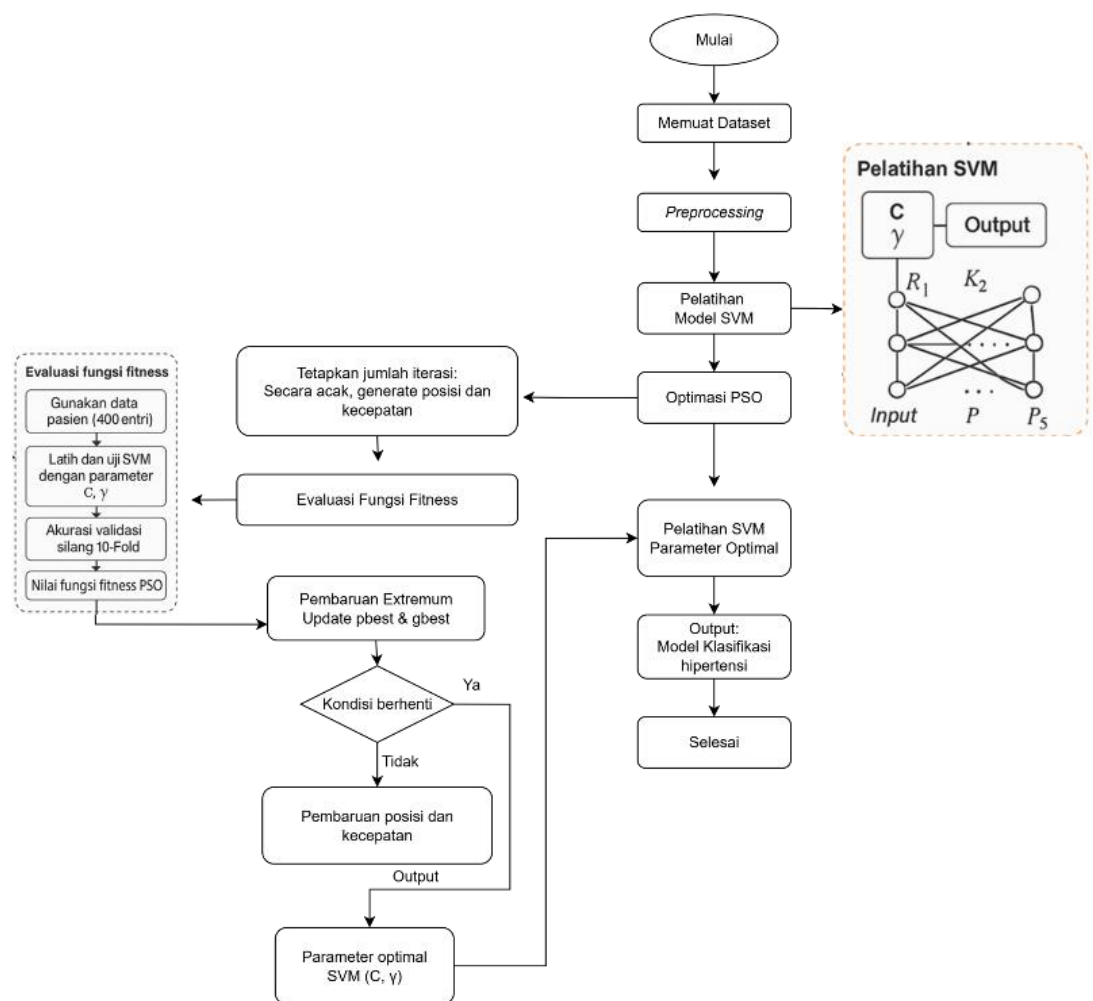 Mulai
Memuat Dataset
Preprocessing
Pelatihan
Model SVM
Optimasi PSO
Pelatihan SVM
C
γ
Output
R₁
K₂
. . . .
. . .
Input
P
P₅
Tetapkan jumlah iterasi:
Secara acak, generate posisi dan
kecepatan
Evaluasi Fungsi Fitness
Evaluasi fungsi fitness
Gunakan data
pasien (400 entri)
Latih dan uji SVM
dengan parameter
C, γ
Akurasi validasi
silang 10-Fold
Nilai fungsi fitness PSO
Pembaruan Extremum
Update pbest & gbest
Kondisi berhenti
Ya
Tidak
Pembaruan posisi dan
kecepatan
Output
Parameter optimal
SVM (C, γ)
Pelatihan SVM
Parameter Optimal
Output:
Model Klasifikasi
hipertensi
Selesai